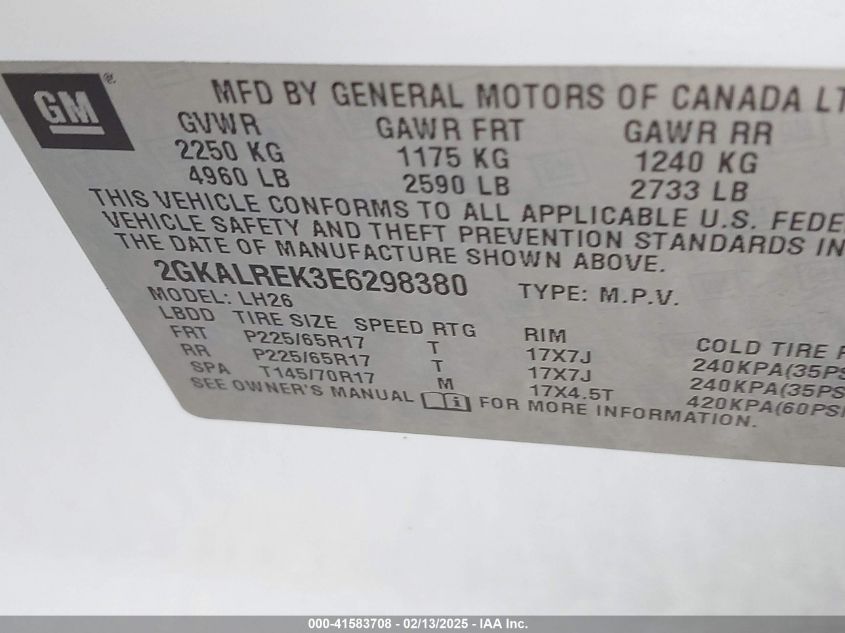 GM
MFD BY GENERAL MOTORS OF CANADA LT
GVWR GAWR FRT GAWR RR
2250 KG 1175 KG 1240 KG
4960 LB 2590 LB 2733 LB
THIS VEHICLE CONFORMS TO ALL APPLICABLE U.S. FEDE
VEHICLE SAFETY AND THEFT PREVENTION STANDARDS IN
THE DATE OF MANUFACTURE SHOWN ABOVE.
2GKALREK3E6298380 TYPE: M.P.V.
MODEL: LH26
LBDD TIRE SIZE SPEED RTG RIM COLD TIRE P
FRT P225/65R17 T 17X7J 240KPA(35PS
RR P225/65R17 T 17X7J 240KPA(35PS
SPA T145/70R17 M 17X4.5T 420KPA(60PSI
SEE OWNER'S MANUAL FOR MORE INFORMATION.
000-41583708 - 02/13/2025 - IAA Inc.